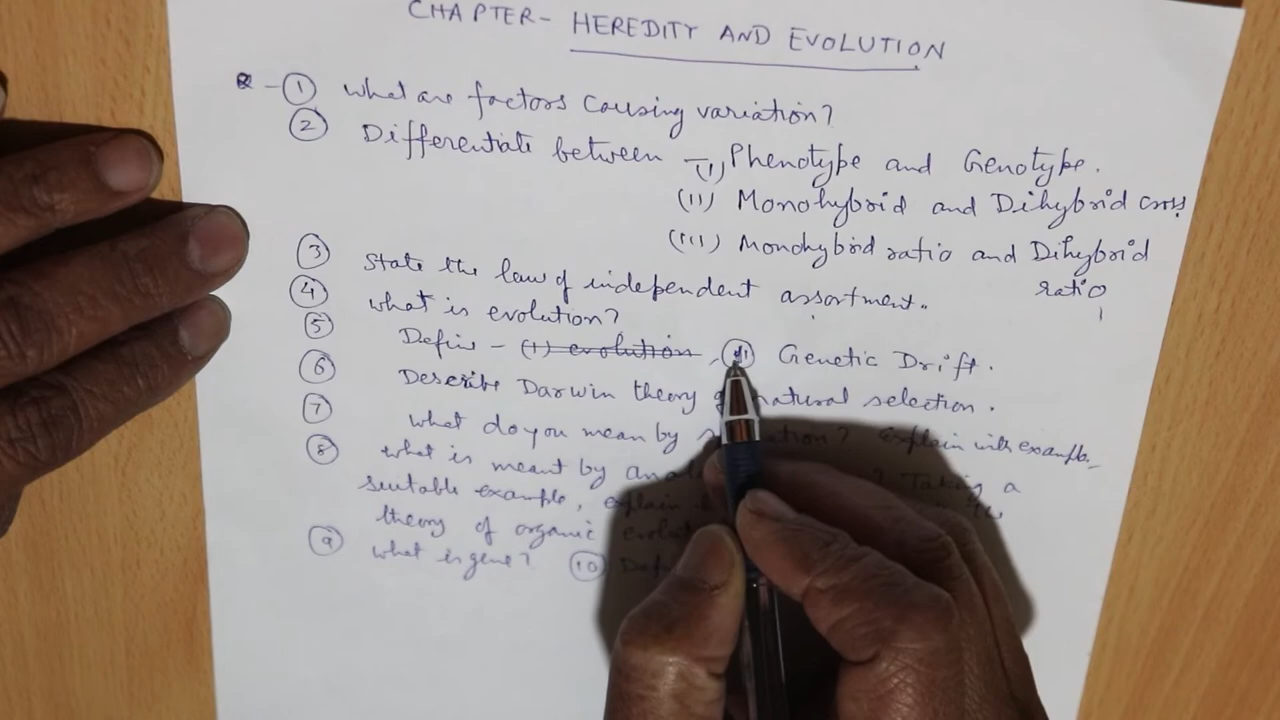 CHAPTER- HEREDITY AND EVOLUTION
Q - 1 What are factors causing variation?
2 Differentiate between (I) Phenotype and Genotype.
(II) Monohybrid and Dihybrid cross
(III) Monohybrid ratio and Dihybrid
ratio
3 State the law of independent assortment..
4 what is evolution?
5 Define - (I) evolution, Genetic Drift.
6 Describe Darwin theory natural selection.
7 what do you mean by ? Explain with example
8 what is meant by ? Taking a
suitable example, explain
theory of organic
9 what is gene? 10